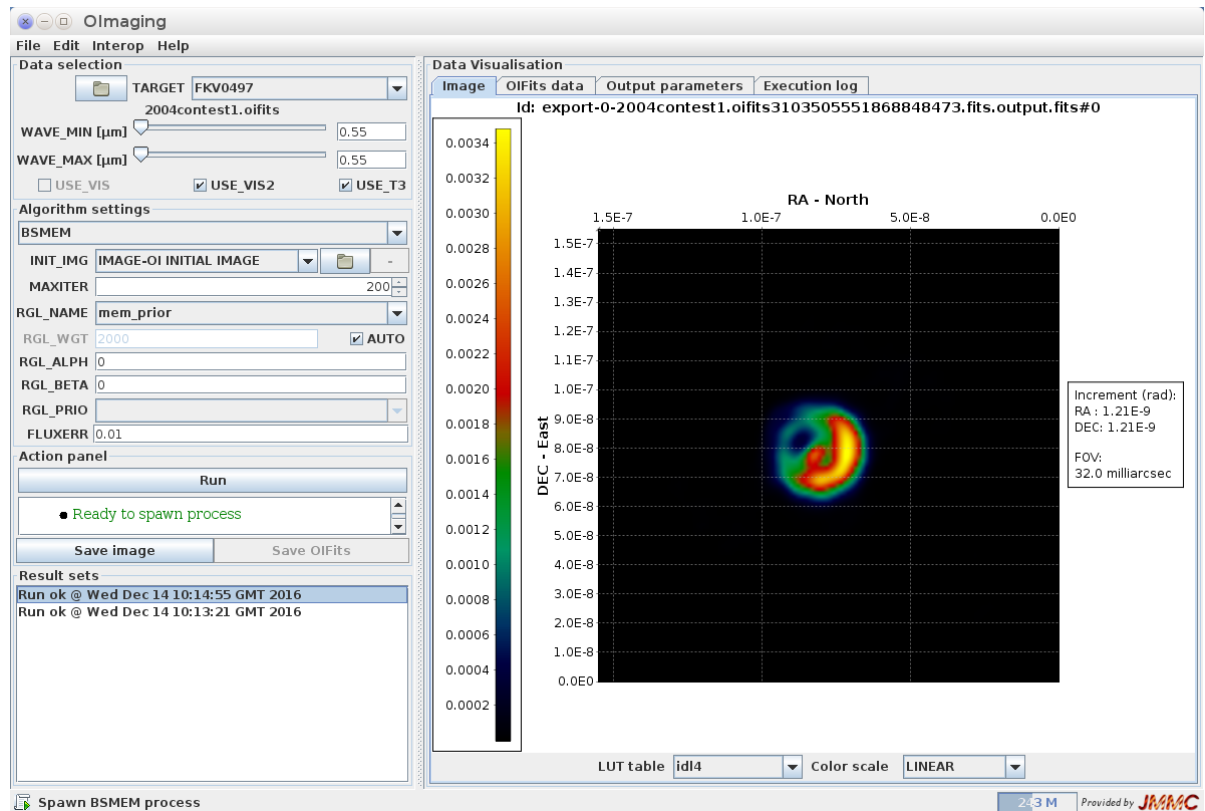 OImaging
File Edit Interop Help
Data selection
TARGET FKV0497
2004contest1.oifits
WAVE_MIN [µm] 0.55
WAVE_MAX [µm] 0.55
USE_VIS USE_VIS2 USE_T3
Algorithm settings
BSMEM
INIT_IMG IMAGE-OI INITIAL IMAGE -
MAXITER 200
RGL_NAME mem_prior
RGL_WGT 2000 AUTO
RGL_ALPH 0
RGL_BETA 0
RGL_PRIO
FLUXERR 0.01
Action panel
Run
Ready to spawn process
Save image Save OIFits
Result sets
Run ok @ Wed Dec 14 10:14:55 GMT 2016
Run ok @ Wed Dec 14 10:13:21 GMT 2016
Data Visualisation
Image OIFits data Output parameters Execution log
Id: export-0-2004contest1.oifits3103505551868848473.fits.output.fits#0
0.0034
0.0032
0.0030
0.0028
0.0026
0.0024
0.0022
0.0020
0.0018
0.0016
0.0014
0.0012
0.0010
0.0008
0.0006
0.0004
0.0002
RA - North
1.5E-7 1.0E-7 5.0E-8 0.0E0
DEC - East
1.5E-7
1.4E-7
1.3E-7
1.2E-7
1.1E-7
1.0E-7
9.0E-8
8.0E-8
7.0E-8
6.0E-8
5.0E-8
4.0E-8
3.0E-8
2.0E-8
1.0E-8
0.0E0
Increment (rad):
RA : 1.21E-9
DEC: 1.21E-9
FOV:
32.0 milliarcsec
LUT table idl4 Color scale LINEAR
Spawn BSMEM process
243 M Provided by JMMC